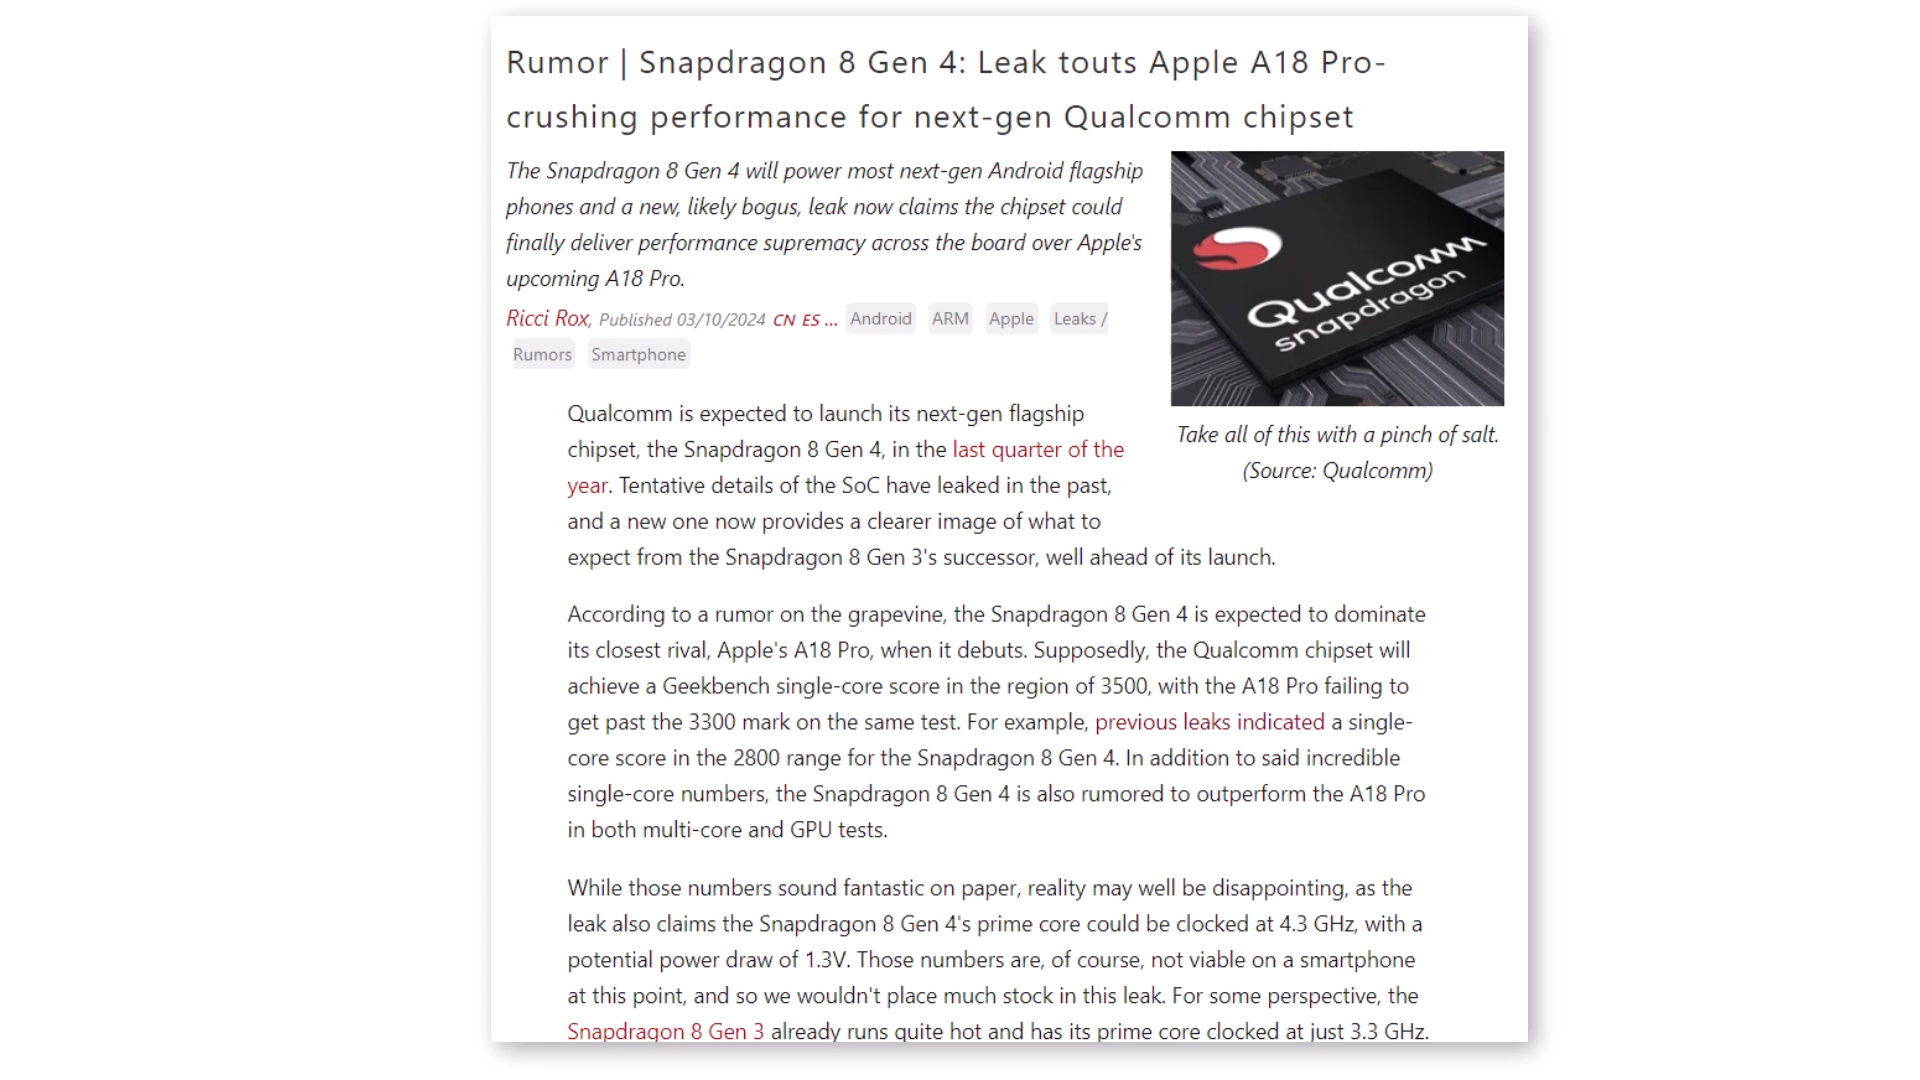 Rumor | Snapdragon 8 Gen 4: Leak touts Apple A18 Pro-
crushing performance for next-gen Qualcomm chipset
The Snapdragon 8 Gen 4 will power most next-gen Android flagship
phones and a new, likely bogus, leak now claims the chipset could
finally deliver performance supremacy across the board over Apple's
upcoming A18 Pro.
Ricci Rox, Published 03/10/2024 CN ES ... Android ARM Apple Leaks /
Rumors Smartphone
Qualcomm
snapdragon
Take all of this with a pinch of salt.
(Source: Qualcomm)
Qualcomm is expected to launch its next-gen flagship
chipset, the Snapdragon 8 Gen 4, in the last quarter of the
year. Tentative details of the SoC have leaked in the past,
and a new one now provides a clearer image of what to
expect from the Snapdragon 8 Gen 3's successor, well ahead of its launch.
According to a rumor on the grapevine, the Snapdragon 8 Gen 4 is expected to dominate
its closest rival, Apple's A18 Pro, when it debuts. Supposedly, the Qualcomm chipset will
achieve a Geekbench single-core score in the region of 3500, with the A18 Pro failing to
get past the 3300 mark on the same test. For example, previous leaks indicated a single-
core score in the 2800 range for the Snapdragon 8 Gen 4. In addition to said incredible
single-core numbers, the Snapdragon 8 Gen 4 is also rumored to outperform the A18 Pro
in both multi-core and GPU tests.
While those numbers sound fantastic on paper, reality may well be disappointing, as the
leak also claims the Snapdragon 8 Gen 4's prime core could be clocked at 4.3 GHz, with a
potential power draw of 1.3V. Those numbers are, of course, not viable on a smartphone
at this point, and so we wouldn't place much stock in this leak. For some perspective, the
Snapdragon 8 Gen 3 already runs quite hot and has its prime core clocked at just 3.3 GHz.